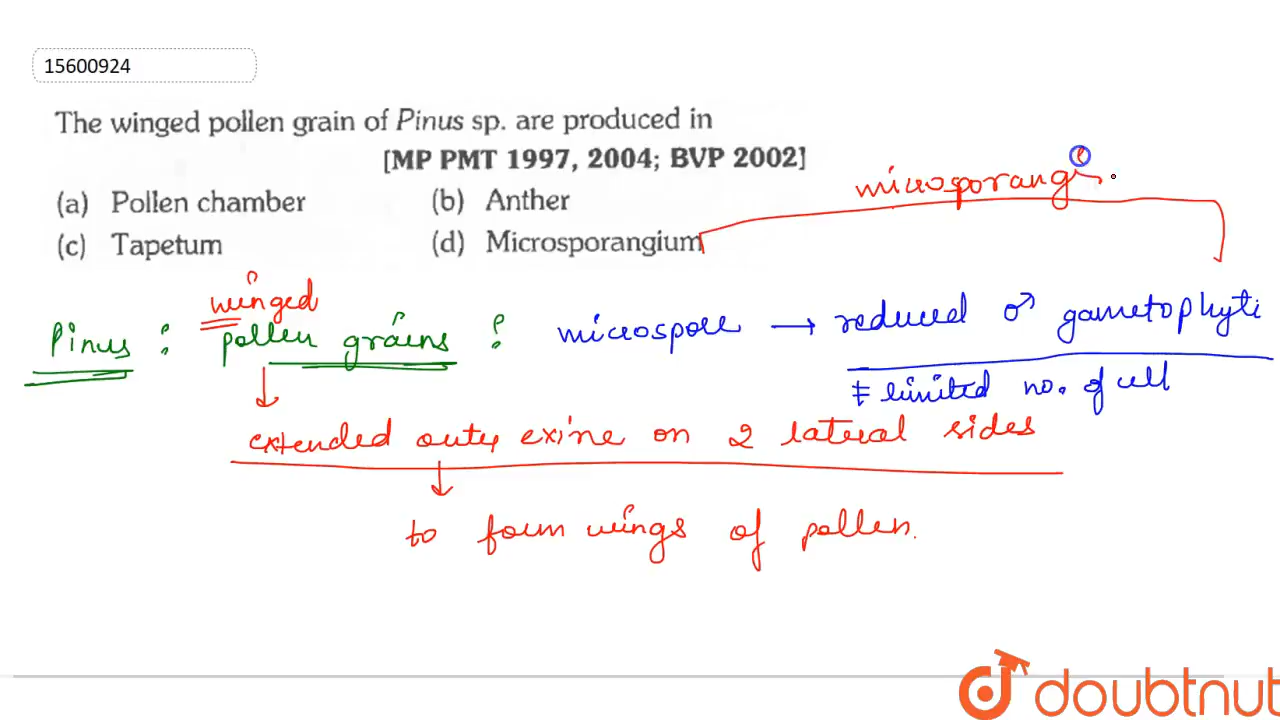 15600924
The winged pollen grain of Pinus sp. are produced in
[MP PMT 1997, 2004; BVP 2002]
(a) Pollen chamber (b) Anther
(c) Tapetum (d) Microsporangium
microsporangi
winged
Pinus : pollen grains : microspore → reduced ♂ gametophyti
limited no. of cell
extended outer exine on 2 lateral sides
to form wings of pollen.
doubtnut